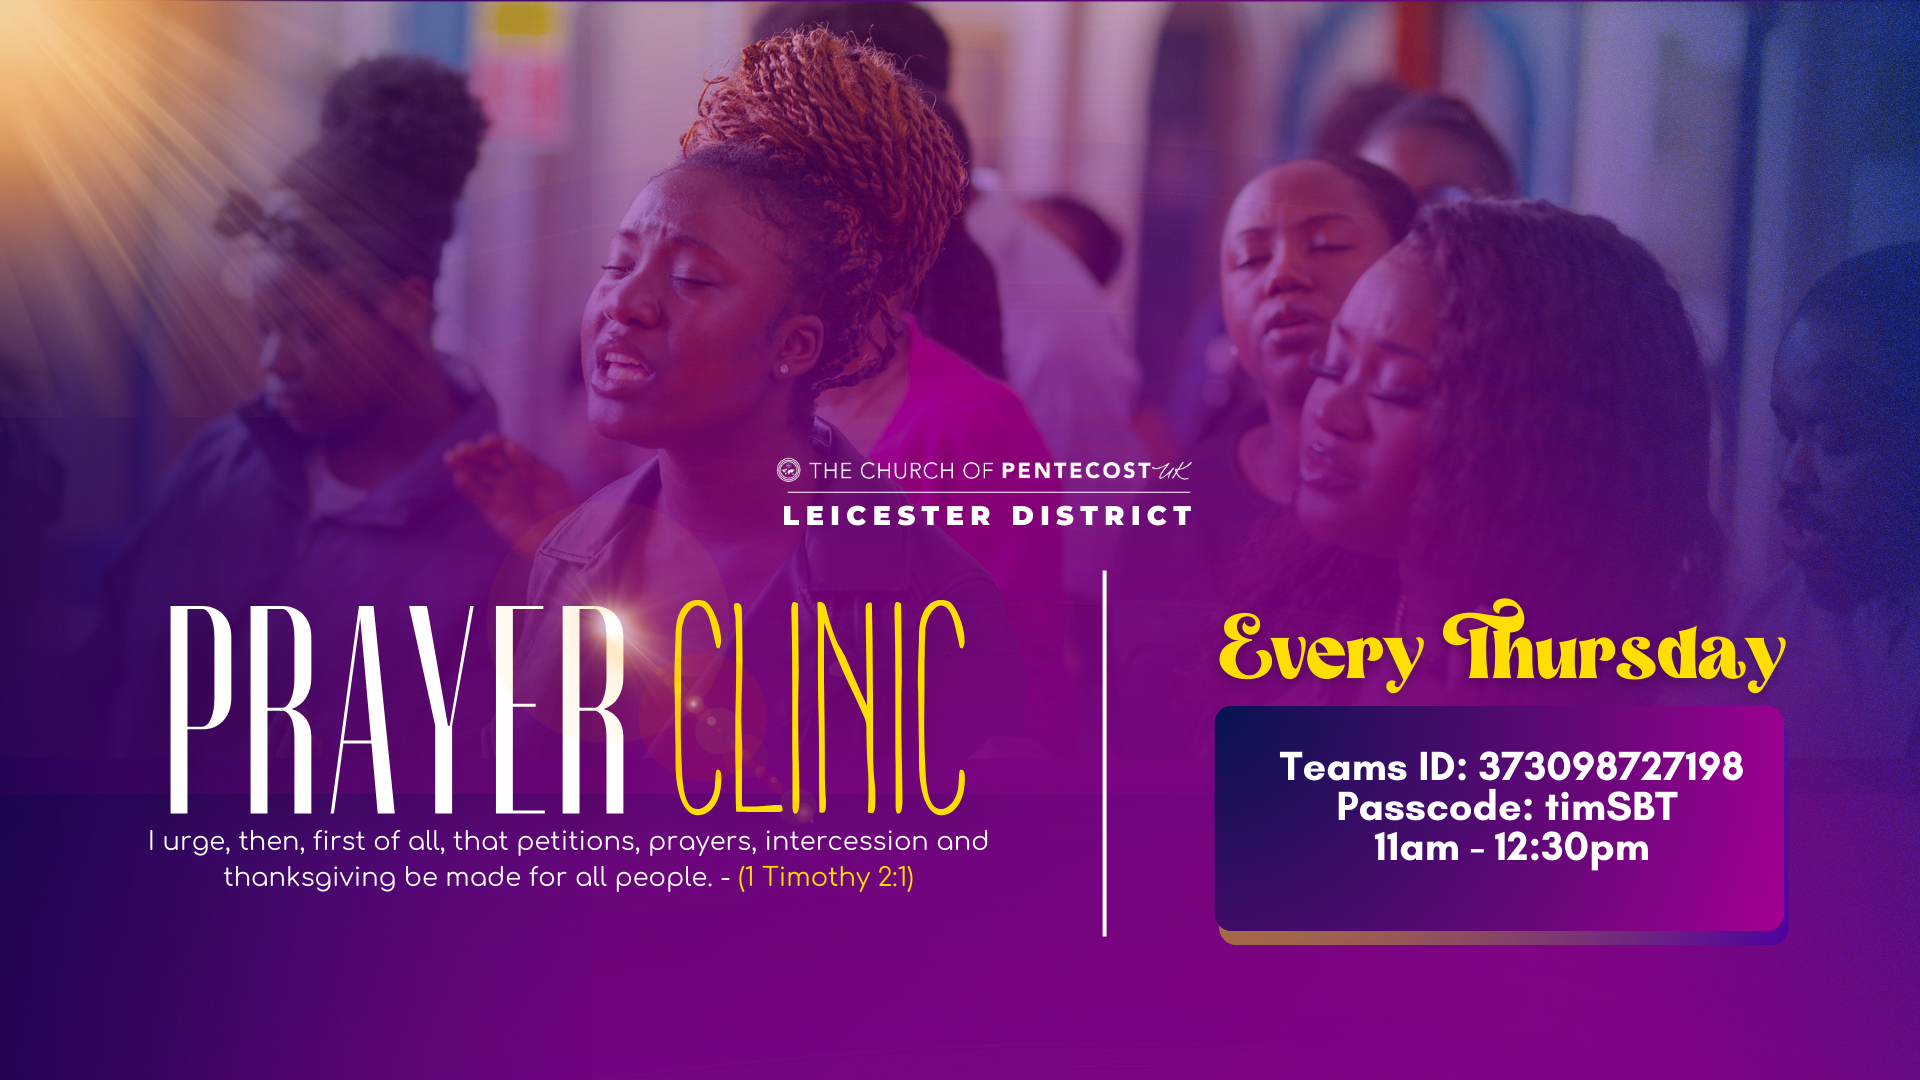 THE CHURCH OF PENTECOST UK
LEICESTER DISTRICT
PRAYER CLINIC
I urge, then, first of all, that petitions, prayers, intercession and
thanksgiving be made for all people. - (1 Timothy 2:1)
Every Thursday
Teams ID: 373098727198
Passcode: timSBT
11am - 12:30pm